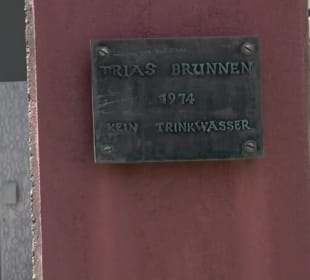 TRIAS BRUNNEN
1974
KEIN TRINKWASSER